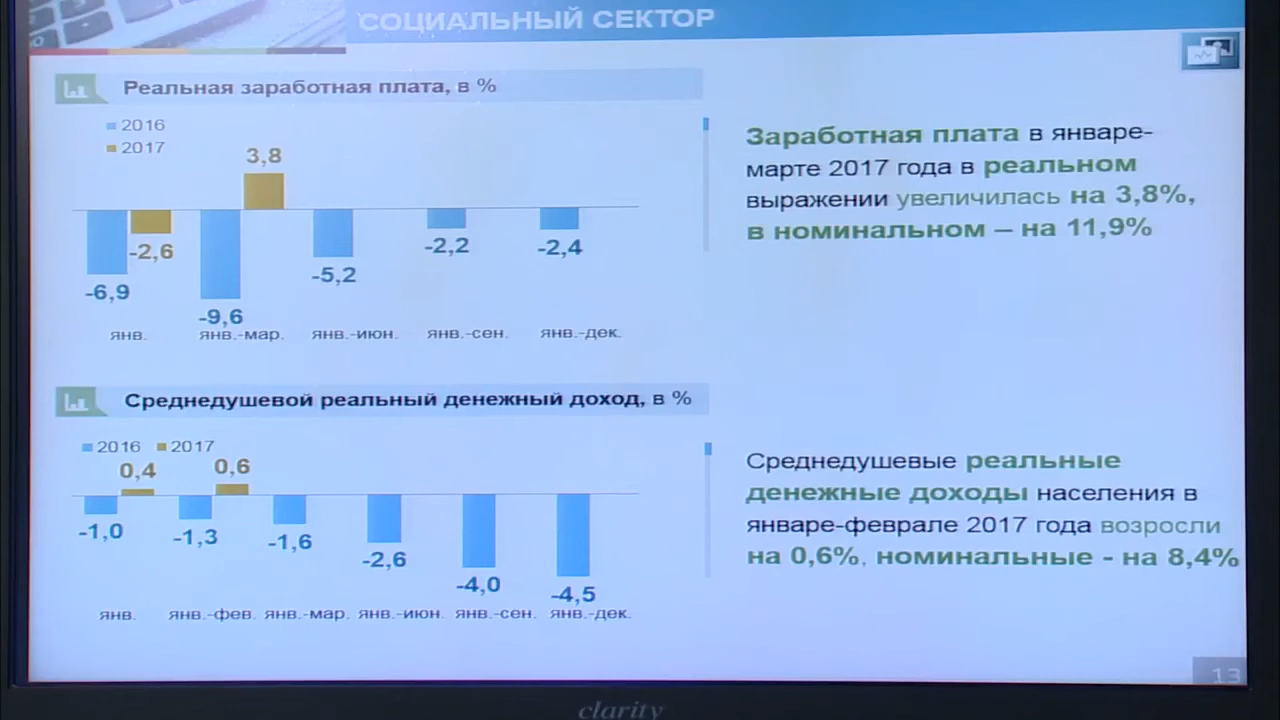 СОЦИАЛЬНЫЙ СЕКТОР
Реальная заработная плата, в %
2016
2017
3,8
-2,6
-2,2
-2,4
-5,2
-6,9
-9,6
янв.
янв.-мар.
янв.-июн.
янв.-сен.
янв.-дек.
Заработная плата в январе-
марте 2017 года в реальном
выражении увеличилась на 3,8%,
в номинальном – на 11,9%
Среднедушевой реальный денежный доход, в %
2016
2017
0,4
0,6
-1,0
-1,3
-1,6
-2,6
-4,0
-4,5
янв.
янв.-фев.
янв.-мар.
янв.-июн.
янв.-сен.
янв.-дек.
Среднедушевые реальные
денежные доходы населения в
январе-феврале 2017 года возросли
на 0,6%, номинальные - на 8,4%
13
clarity